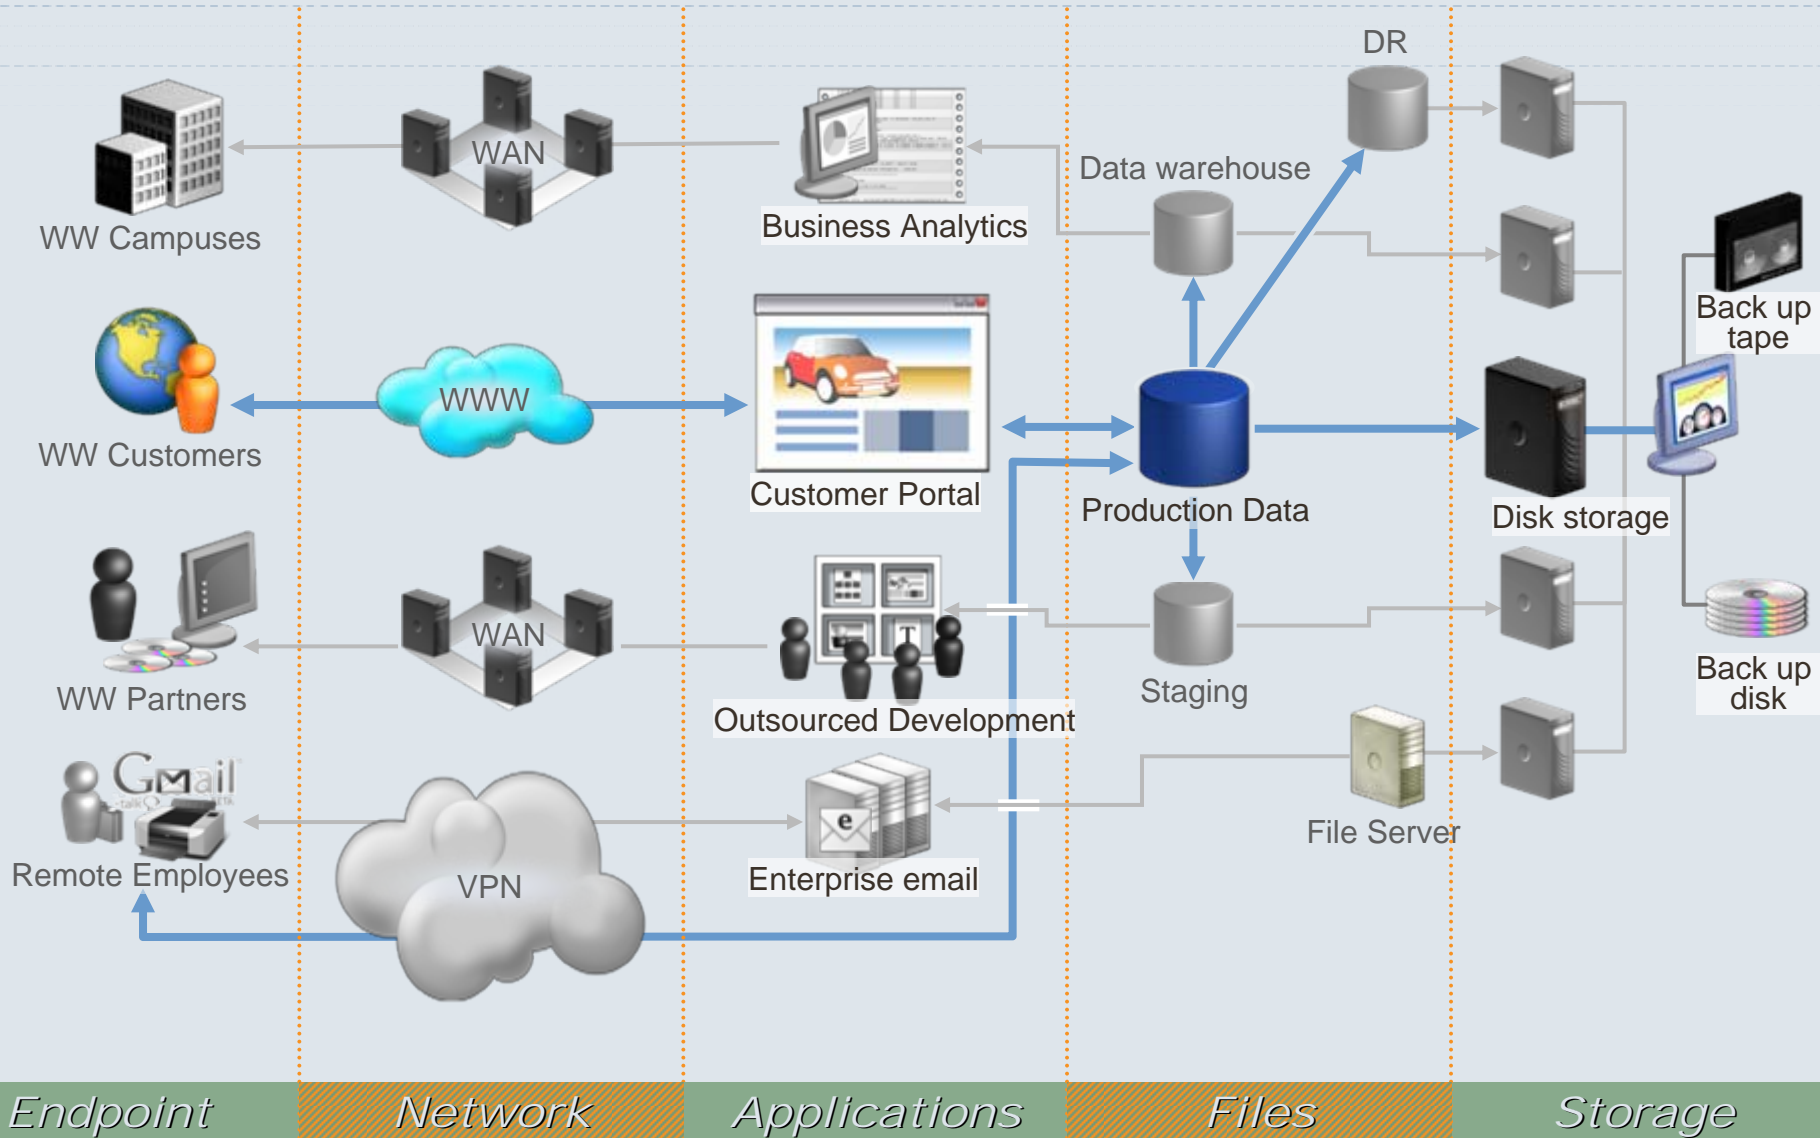 DR
WAN
Data warehouse
WW Campuses
Business Analytics
Back up
tape
WWW
WW Customers
Customer Portal
Production Data
Disk storage
WAN
T
WW Partners
Staging
Back up
disk
Outsourced Development
Gmail
talk
BETA
e
File Server
Remote Employees
VPN
Enterprise email
Endpoint
Network
Applications
Files
Storage